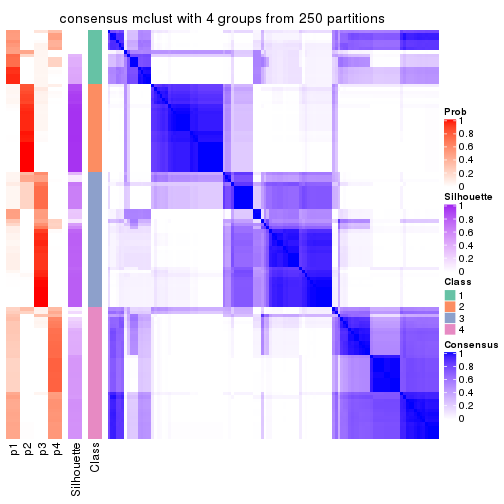 consensus mclust with 4 groups from 250 partitions
Prob
1
0.8
0.6
0.4
0.2
0
Silhouette
1
0.8
0.6
0.4
0.2
0
Class
1
2
3
4
Consensus
1
0.8
0.6
0.4
0.2
0
p1
p2
p3
p4
Silhouette
Class